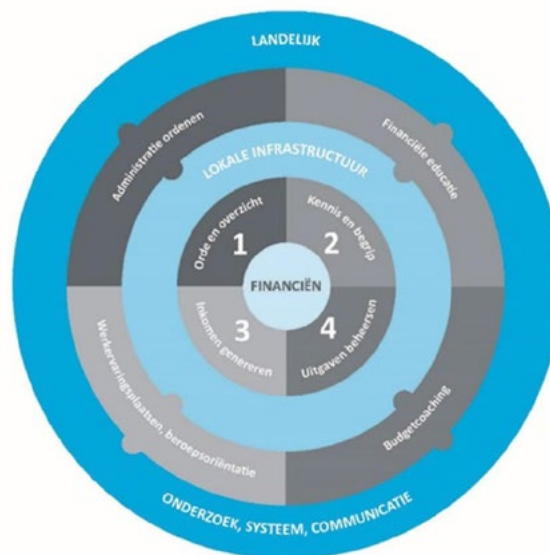 LANDELIJK
Administratie ordenen
Financiële educatie
LOKALE INFRASTRUCTUUR
Orde en overzicht
1
Kennis en begrip
2
FINANCIËN
3
Inkomen genereren
4
Uitgaven beheersen
Werkervaringsplaatsen, beroepsoriëntatie
Budgetcoaching
ONDERZOEK, SYSTEEM, COMMUNICATIE